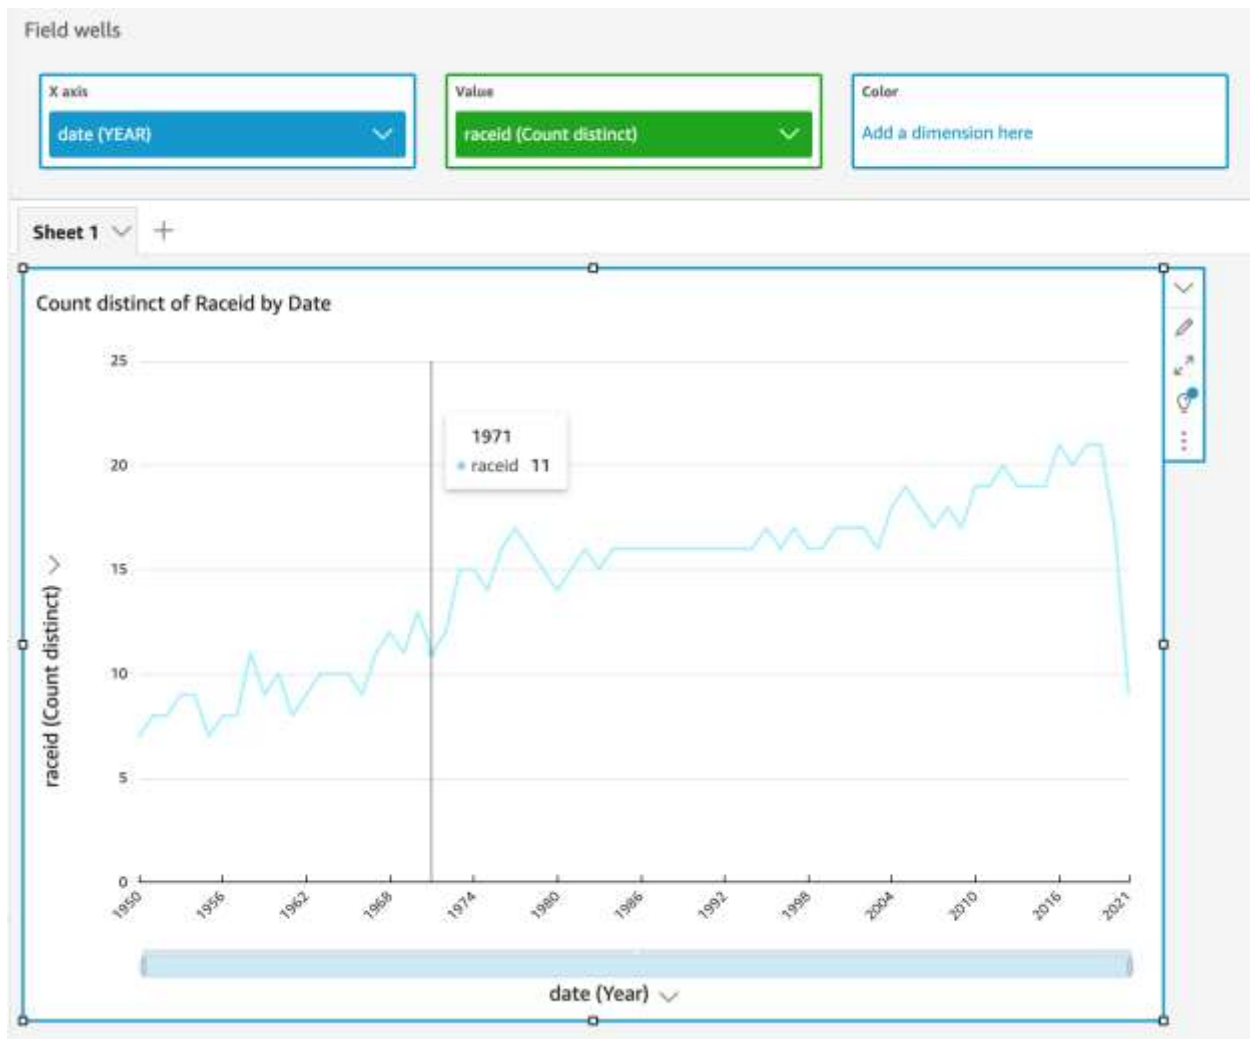 Field wells
X axis
Value
Color
date (YEAR)
raceid (Count distinct)
Add a dimension here
Sheet 1
Count distinct of Raceid by Date
25
20
15
10
5
0
1971
raceid 11
raceid (Count distinct)
1950
1956
1962
1968
1974
1980
1986
1992
1998
2004
2010
2016
2021
date (Year)